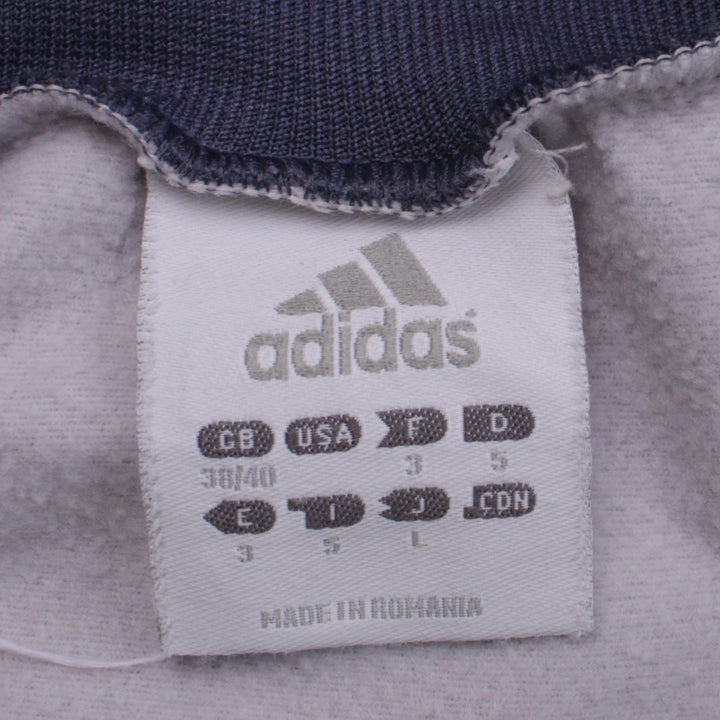 adidas
GB USA F D
38/40 3 5
E I J CDN
3 5 L
MADE IN ROMANIA